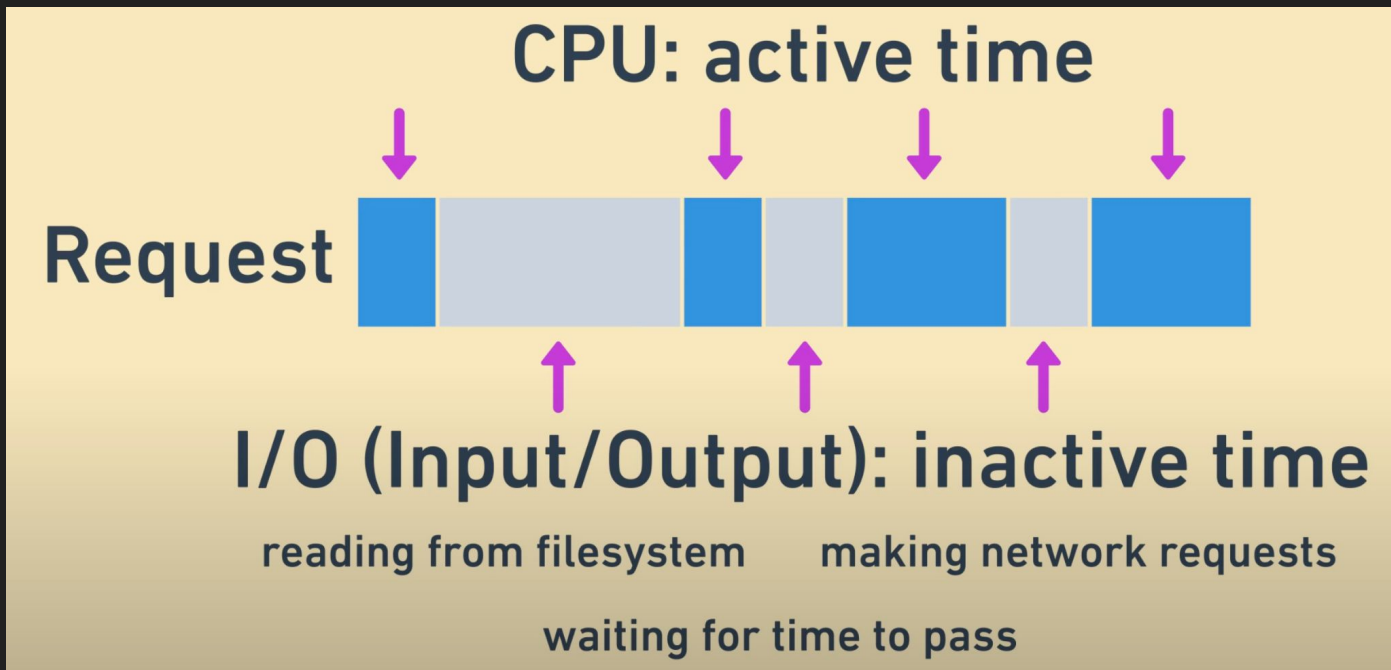 CPU: active time
Request
I/O (Input/Output): inactive time
reading from filesystem
making network requests
waiting for time to pass